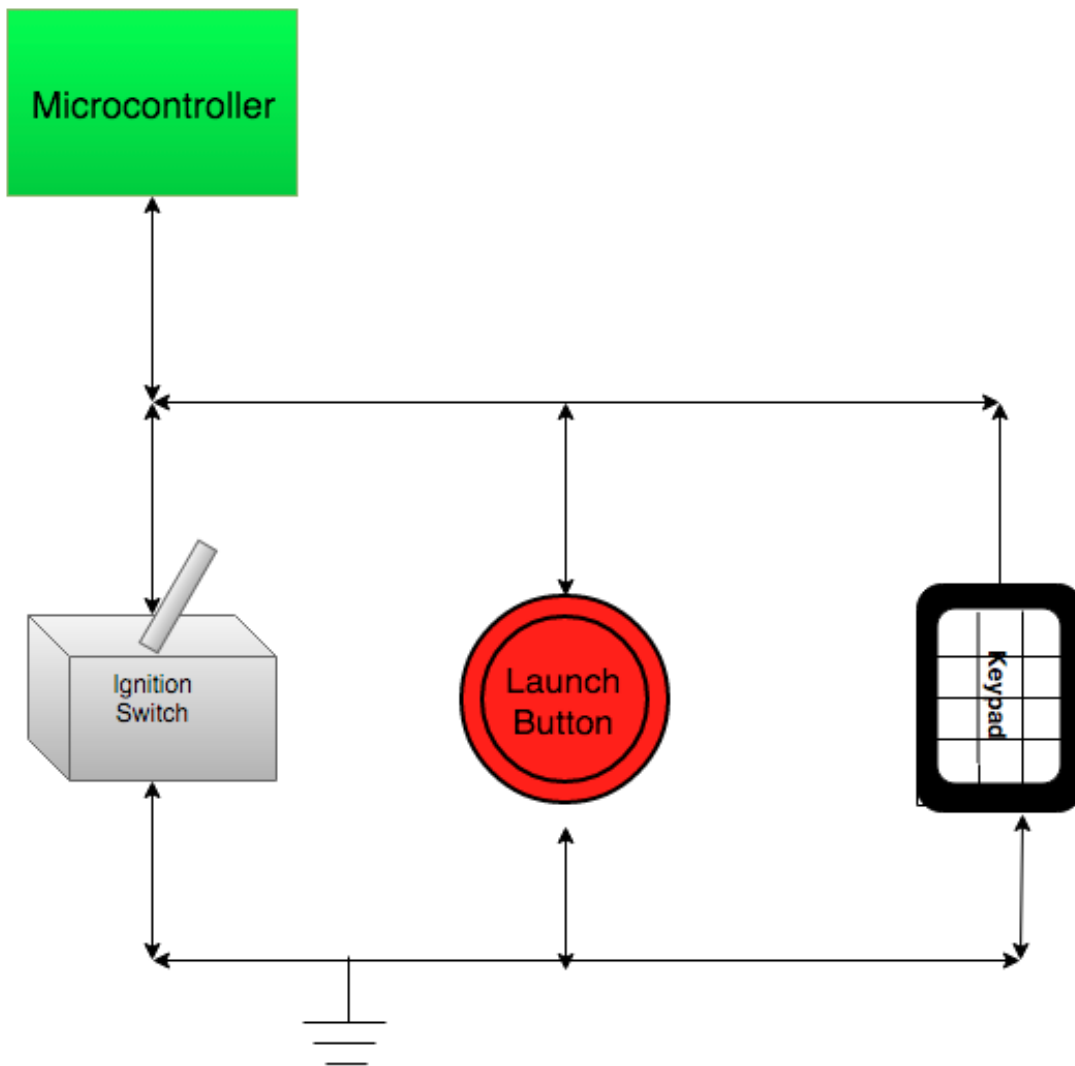 Microcontroller
Ignition
Switch
Launch
Button
Keypad